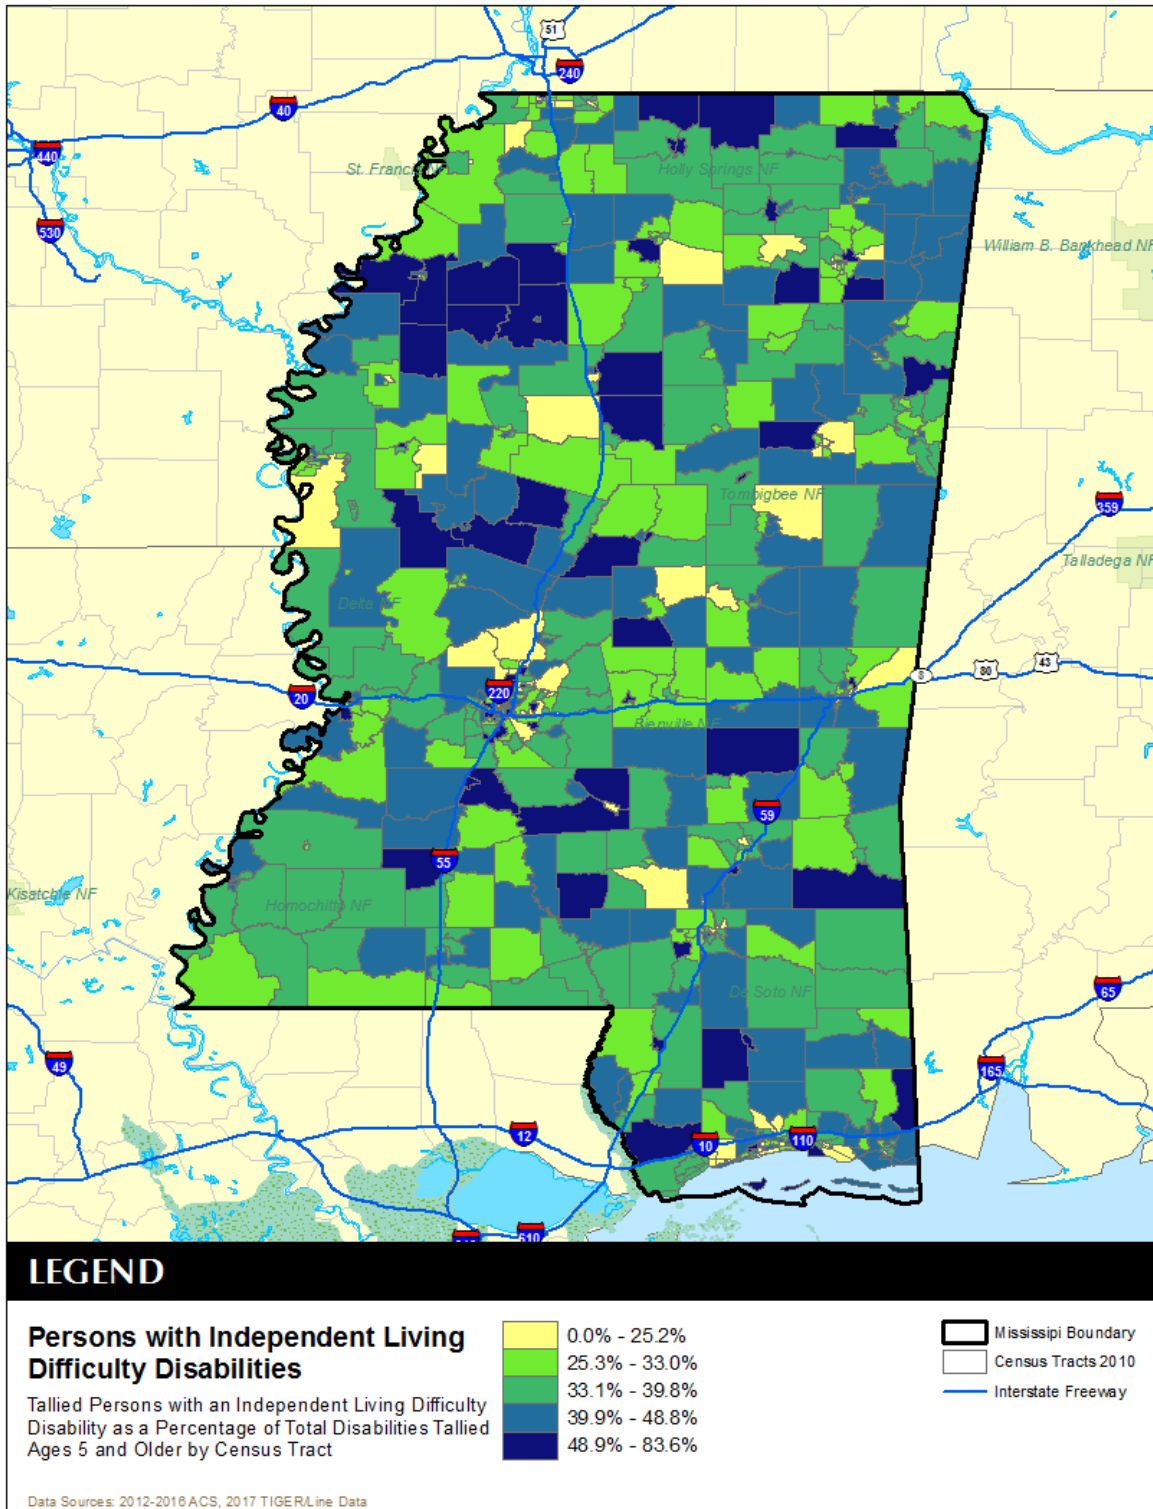 51
240
40
440
St. Francis NF
Holly Springs NF
530
William B. Bankhead NF
Tombigbee NF
359
Talladega NF
Delta NF
20
220
8
80
43
Bienville NF
59
55
Kisatchie NF
Homochitto NF
De Soto NF
65
49
165
12
10
110
610
LEGEND
Persons with Independent Living
Difficulty Disabilities
Tallied Persons with an Independent Living Difficulty
Disability as a Percentage of Total Disabilities Tallied
Ages 5 and Older by Census Tract
0.0% - 25.2%
25.3% - 33.0%
33.1% - 39.8%
39.9% - 48.8%
48.9% - 83.6%
Mississipi Boundary
Census Tracts 2010
Interstate Freeway
Data Sources: 2012-2016 ACS, 2017 TIGER/Line Data